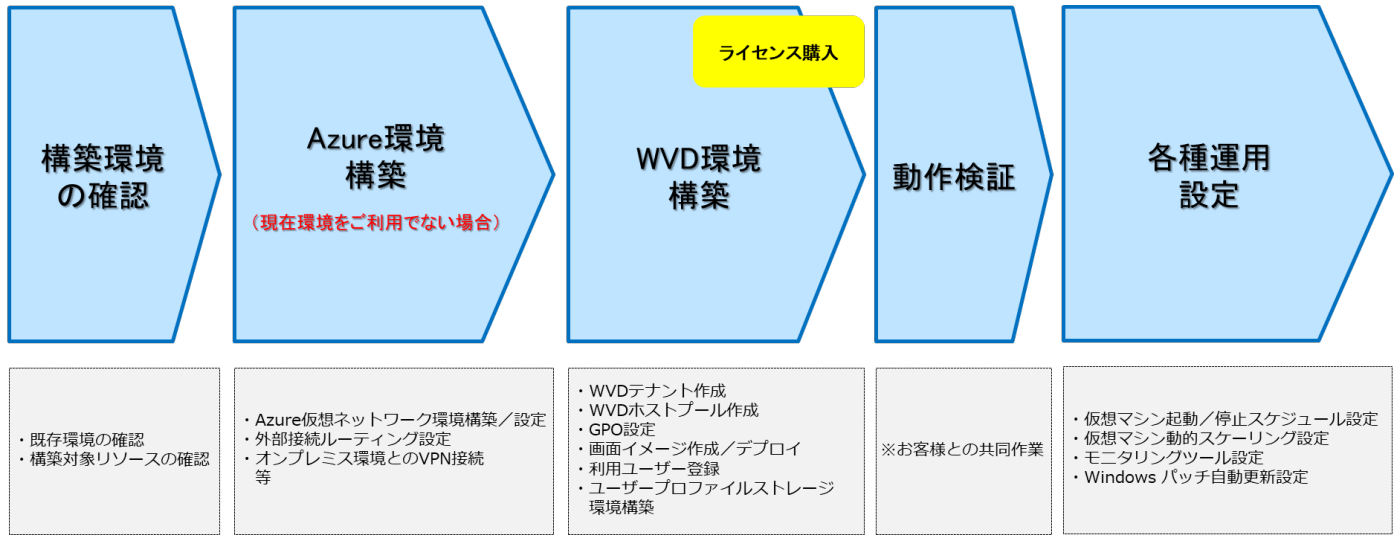 構築環境
の確認
Azure環境
構築
（現在環境をご利用でない場合）
ライセンス購入
WVD環境
構築
動作検証
各種運用
設定
・既存環境の確認
・構築対象リソースの確認
・Azure仮想ネットワーク環境構築／設定
・外部接続ルーティング設定
・オンプレミス環境とのVPN接続
等
・WVDテナント作成
・WVDホストプール作成
・GPO設定
・画面イメージ作成／デプロイ
・利用ユーザー登録
・ユーザープロファイルストレージ
環境構築
※お客様との共同作業
・仮想マシン起動／停止スケジュール設定
・仮想マシン動的スケーリング設定
・モニタリングツール設定
・Windows パッチ自動更新設定